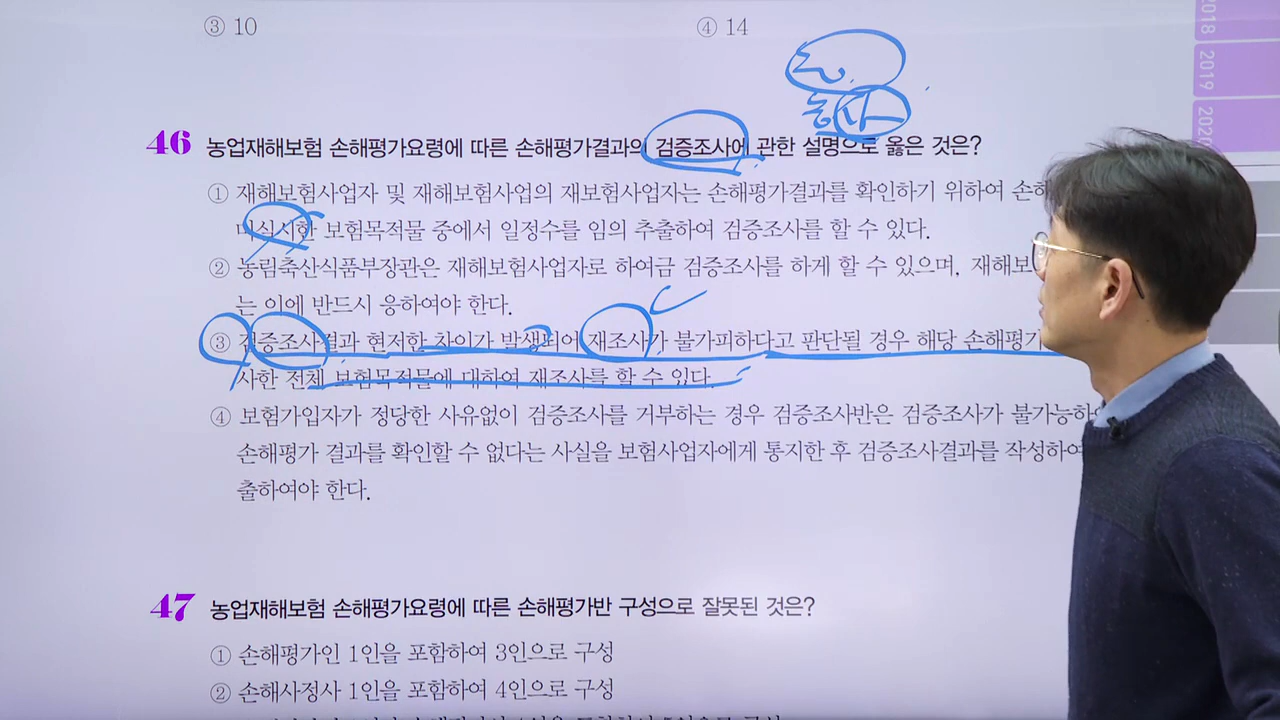 ③ 10
④ 14
2018
2019
2020
농
농사
46 농업재해보험 손해평가요령에 따른 손해평가결과의 검증조사에 관한 설명으로 옳은 것은?
① 재해보험사업자 및 재해보험사업의 재보험사업자는 손해평가결과를 확인하기 위하여 손해
미실시한 보험목적물 중에서 일정수를 임의 추출하여 검증조사를 할 수 있다.
② 농림축산식품부장관은 재해보험사업자로 하여금 검증조사를 하게 할 수 있으며, 재해보
는 이에 반드시 응하여야 한다.
③ 검증조사결과 현저한 차이가 발생되어 재조사가 불가피하다고 판단될 경우 해당 손해평가
사한 전체 보험목적물에 대하여 재조사를 할 수 있다.
④ 보험가입자가 정당한 사유없이 검증조사를 거부하는 경우 검증조사반은 검증조사가 불가능하여
손해평가 결과를 확인할 수 없다는 사실을 보험사업자에게 통지한 후 검증조사결과를 작성하여
출하여야 한다.
47 농업재해보험 손해평가요령에 따른 손해평가반 구성으로 잘못된 것은?
① 손해평가인 1인을 포함하여 3인으로 구성
② 손해사정사 1인을 포함하여 4인으로 구성